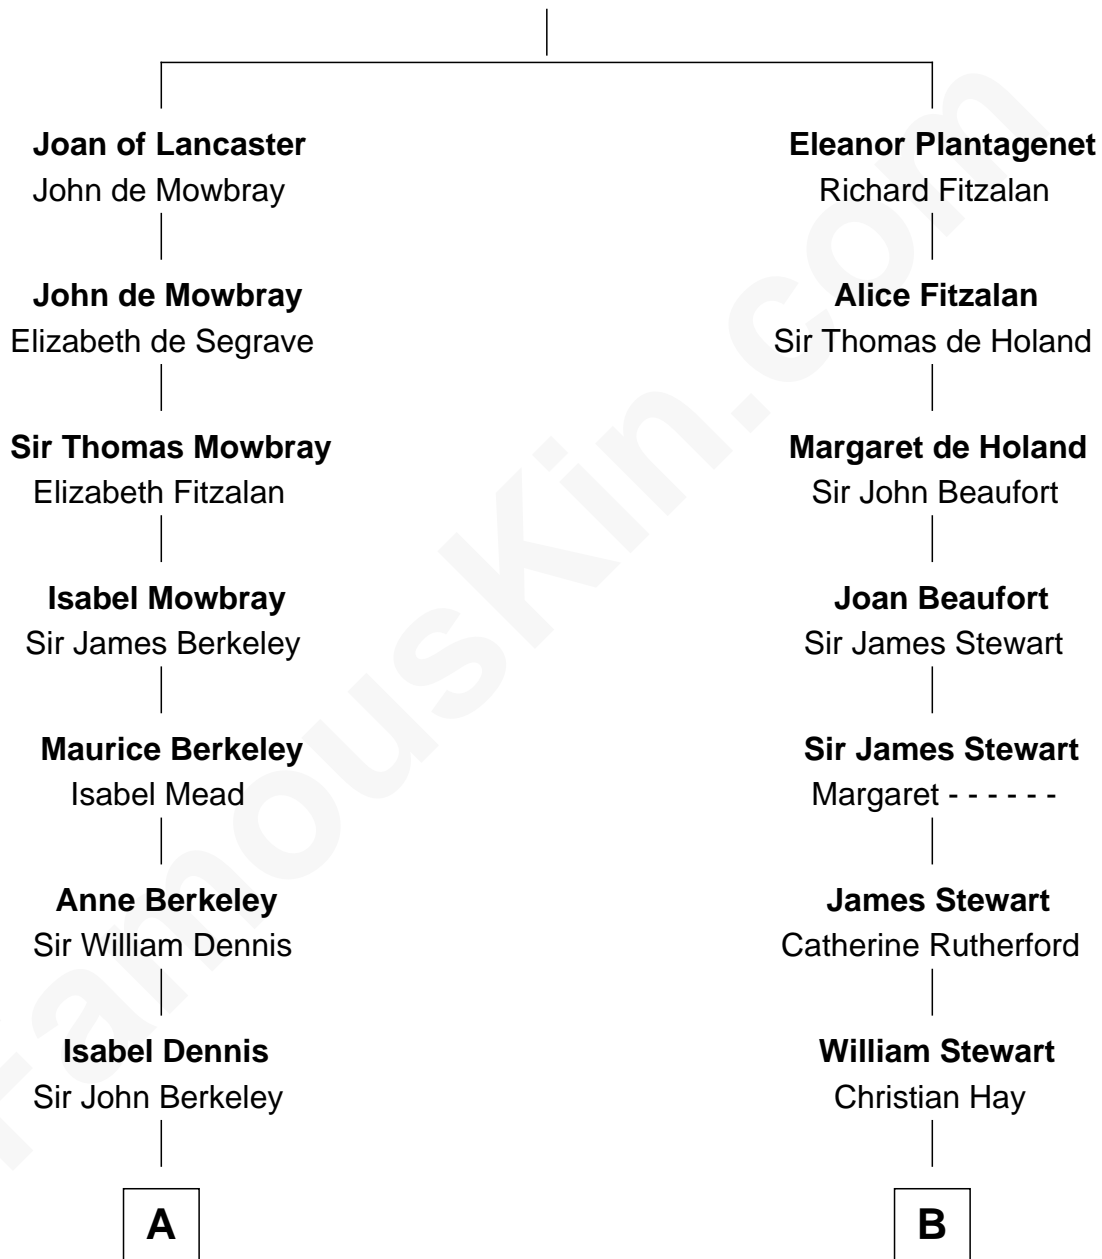 Joan of Lancaster
John de Mowbray
John de Mowbray
Elizabeth de Segrave
Sir Thomas Mowbray
Elizabeth Fitzalan
Isabel Mowbray
Sir James Berkeley
Maurice Berkeley
Isabel Mead
Anne Berkeley
Sir William Dennis
Isabel Dennis
Sir John Berkeley
A
Eleanor Plantagenet
Richard Fitzalan
Alice Fitzalan
Sir Thomas de Holand
Margaret de Holand
Sir John Beaufort
Joan Beaufort
Sir James Stewart
Sir James Stewart
Margaret - - - - - -
James Stewart
Catherine Rutherford
William Stewart
Christian Hay
B
FamousKin.com